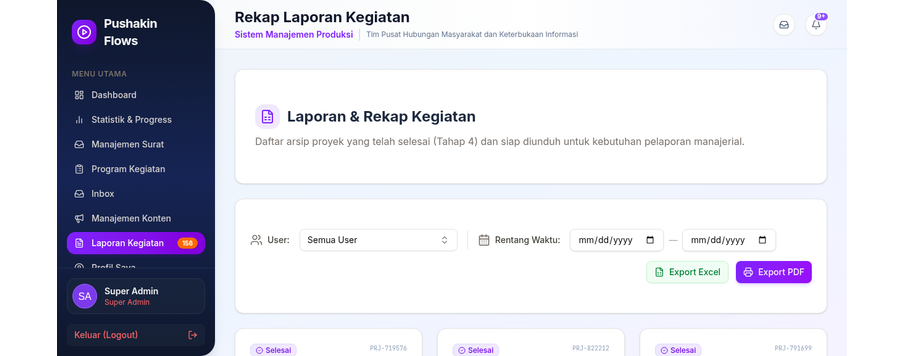 Pushakin
Flows
MENU UTAMA
Dashboard
Statistik & Progress
Manajemen Surat
Program Kegiatan
Inbox
Manajemen Konten
Laporan Kegiatan 156
Profil Saya
SA
Super Admin
Super Admin
Keluar (Logout)
Rekap Laporan Kegiatan
Sistem Manajemen Produksi
Tim Pusat Hubungan Masyarakat dan Keterbukaan Informasi
9+
Laporan & Rekap Kegiatan
Daftar arsip proyek yang telah selesai (Tahap 4) dan siap diunduh untuk kebutuhan pelaporan manajerial.
User: Semua User
Rentang Waktu: mm/dd/yyyy — mm/dd/yyyy
Export Excel
Export PDF
Selesai PRJ-719576
Selesai PRJ-822212
Selesai PRJ-791699